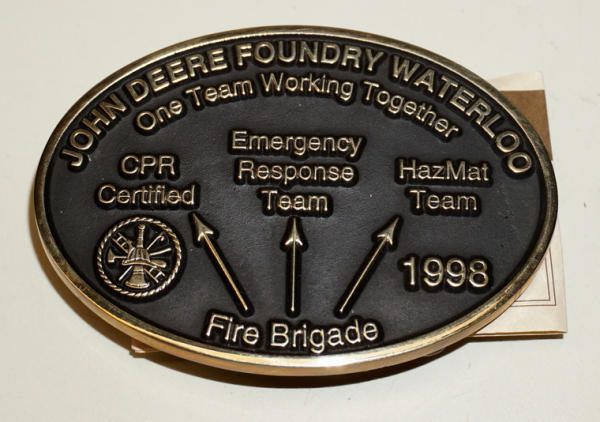 JOHN DEERE FOUNDRY WATERLOO
One Team Working Together
CPR
Certified
Emergency
Response
Team
HazMat
Team
1998
Fire Brigade